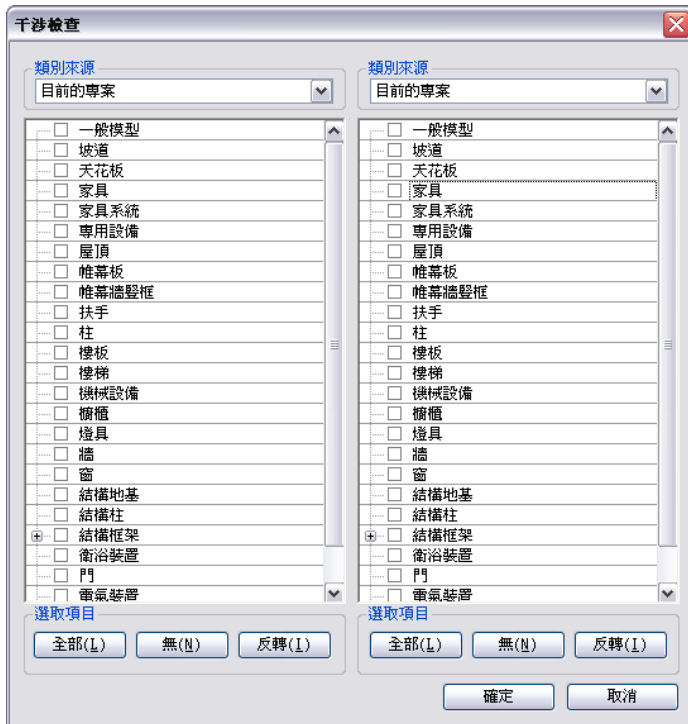 干涉檢查
類別來源
目前的專案
一般模型
坡道
天花板
家具
家具系統
專用設備
屋頂
帷幕板
帷幕牆豎框
扶手
柱
樓板
樓梯
機械設備
櫥櫃
燈具
牆
窗
結構地基
結構柱
結構框架
衛浴裝置
門
電氣裝置
選取項目
全部(L)
無(N)
反轉(I)
類別來源
目前的專案
一般模型
坡道
天花板
家具
家具系統
專用設備
屋頂
帷幕板
帷幕牆豎框
扶手
柱
樓板
樓梯
機械設備
櫥櫃
燈具
牆
窗
結構地基
結構柱
結構框架
衛浴裝置
門
電氣裝置
選取項目
全部(L)
無(N)
反轉(I)
確定
取消